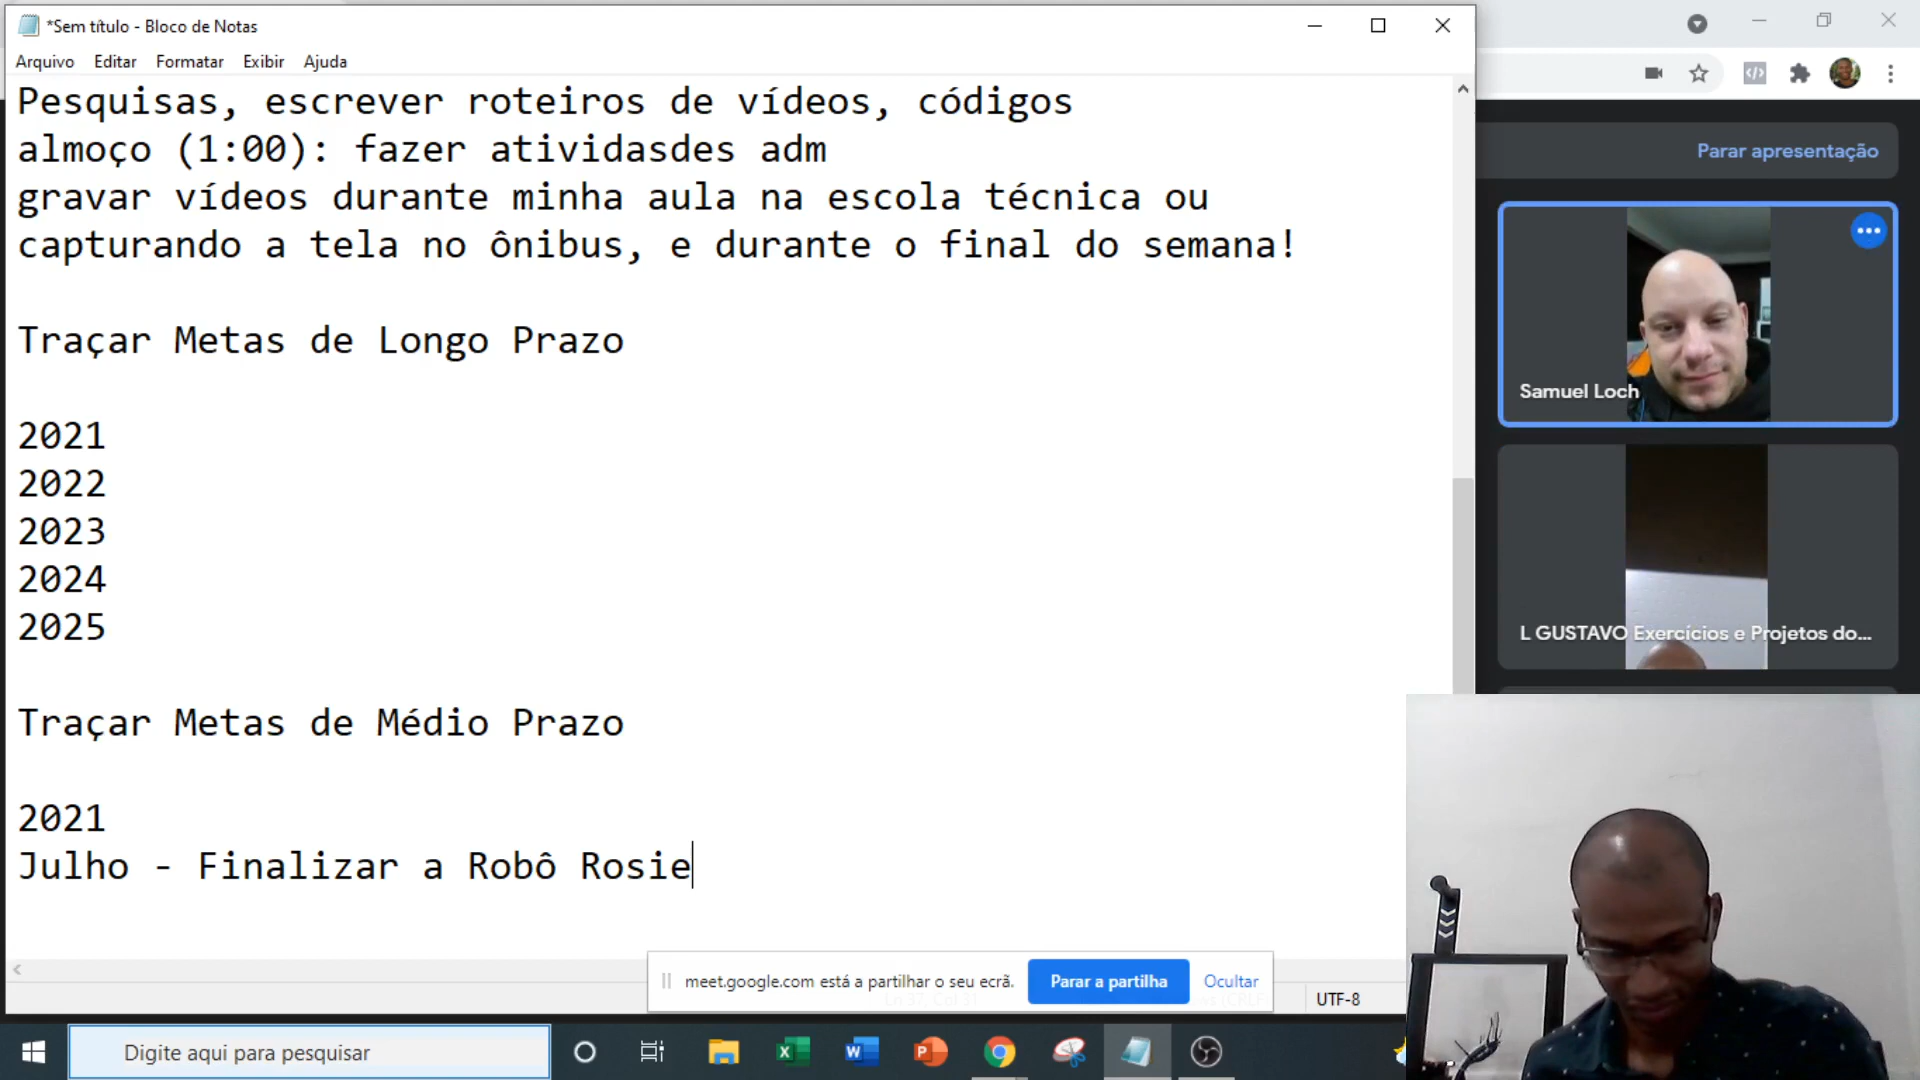 *Sem título - Bloco de Notas
Arquivo Editar Formatar Exibir Ajuda
Pesquisas, escrever roteiros de vídeos, códigos
almoço (1:00): fazer atividasdes adm
gravar vídeos durante minha aula na escola técnica ou
capturando a tela no ônibus, e durante o final do semana!
Traçar Metas de Longo Prazo
2021
2022
2023
2024
2025
Traçar Metas de Médio Prazo
2021
Julho - Finalizar a Robô Rosie
Parar apresentação
Samuel Loch
L GUSTAVO Exercícios e Projetos do...
meet.google.com está a partilhar o seu ecrã. Parar a partilha Ocultar
UTF-8
Digite aqui para pesquisar